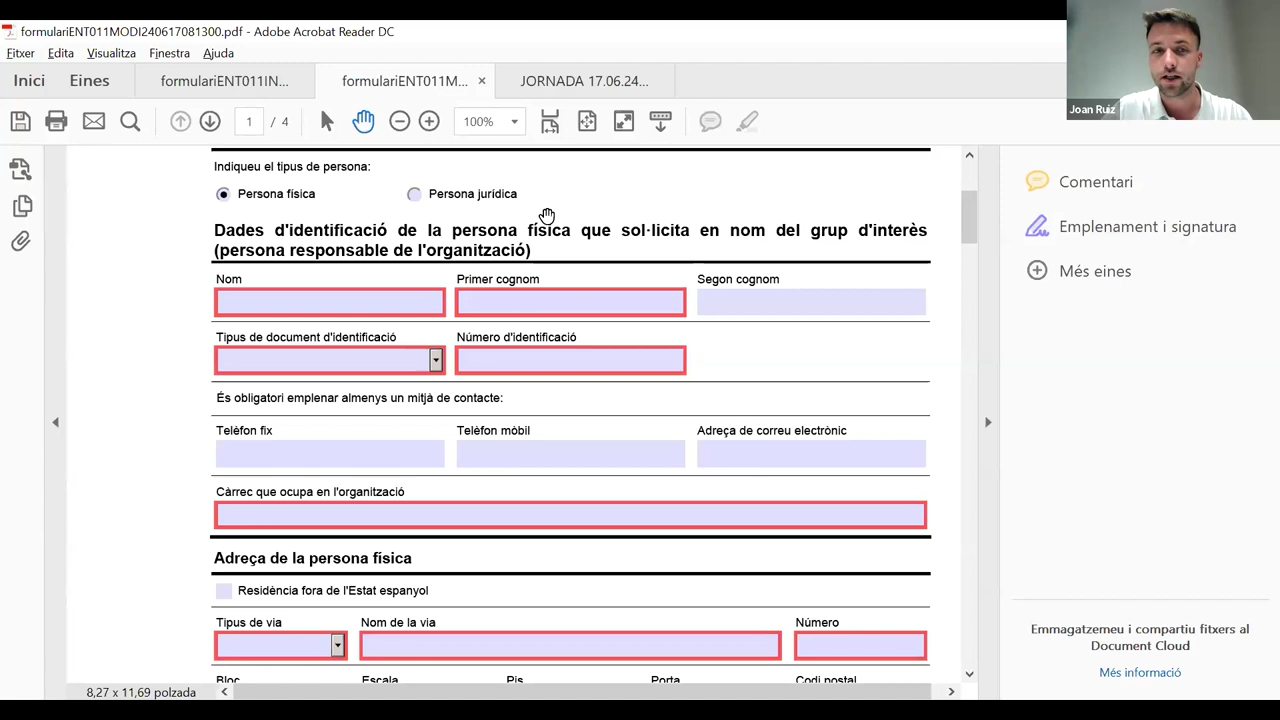 formulariENT011MODI240617081300.pdf - Adobe Acrobat Reader DC
Fitxer Edita Visualitza Finestra Ajuda
Inici Eines formulariENT011IN... formulariENT011M... × JORNADA 17.06.24...
1 / 4 100%
Joan Ruiz
Indiqueu el tipus de persona:
Persona física Persona jurídica
Dades d'identificació de la persona física que sol·licita en nom del grup d'interès
(persona responsable de l'organització)
Nom Primer cognom Segon cognom
Tipus de document d'identificació Número d'identificació
És obligatori emplenar almenys un mitjà de contacte:
Telèfon fix Telèfon mòbil Adreça de correu electrònic
Càrrec que ocupa en l'organització
Adreça de la persona física
Residència fora de l'Estat espanyol
Tipus de via Nom de la via Número
Bloc Escala Pis Porta Codi postal
8,27 x 11,69 polzada
Comentari
Emplenament i signatura
Més eines
Emmagatzemeu i compartiu fitxers al
Document Cloud
Més informació